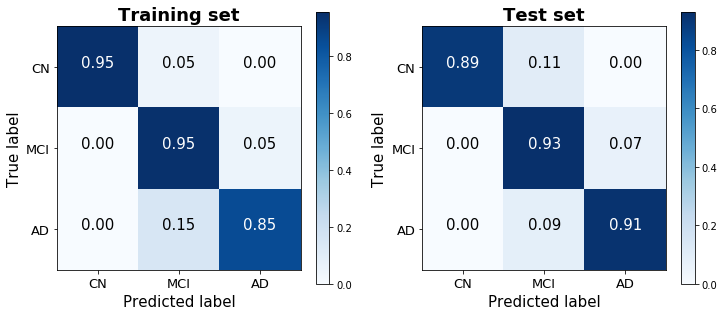 Training set
True label
CN
MCI
AD
0.95 0.05 0.00
0.00 0.95 0.05
0.00 0.15 0.85
CN MCI AD
Predicted label
0.8
0.6
0.4
0.2
0.0
Test set
True label
CN
MCI
AD
0.89 0.11 0.00
0.00 0.93 0.07
0.00 0.09 0.91
CN MCI AD
Predicted label
0.8
0.6
0.4
0.2
0.0